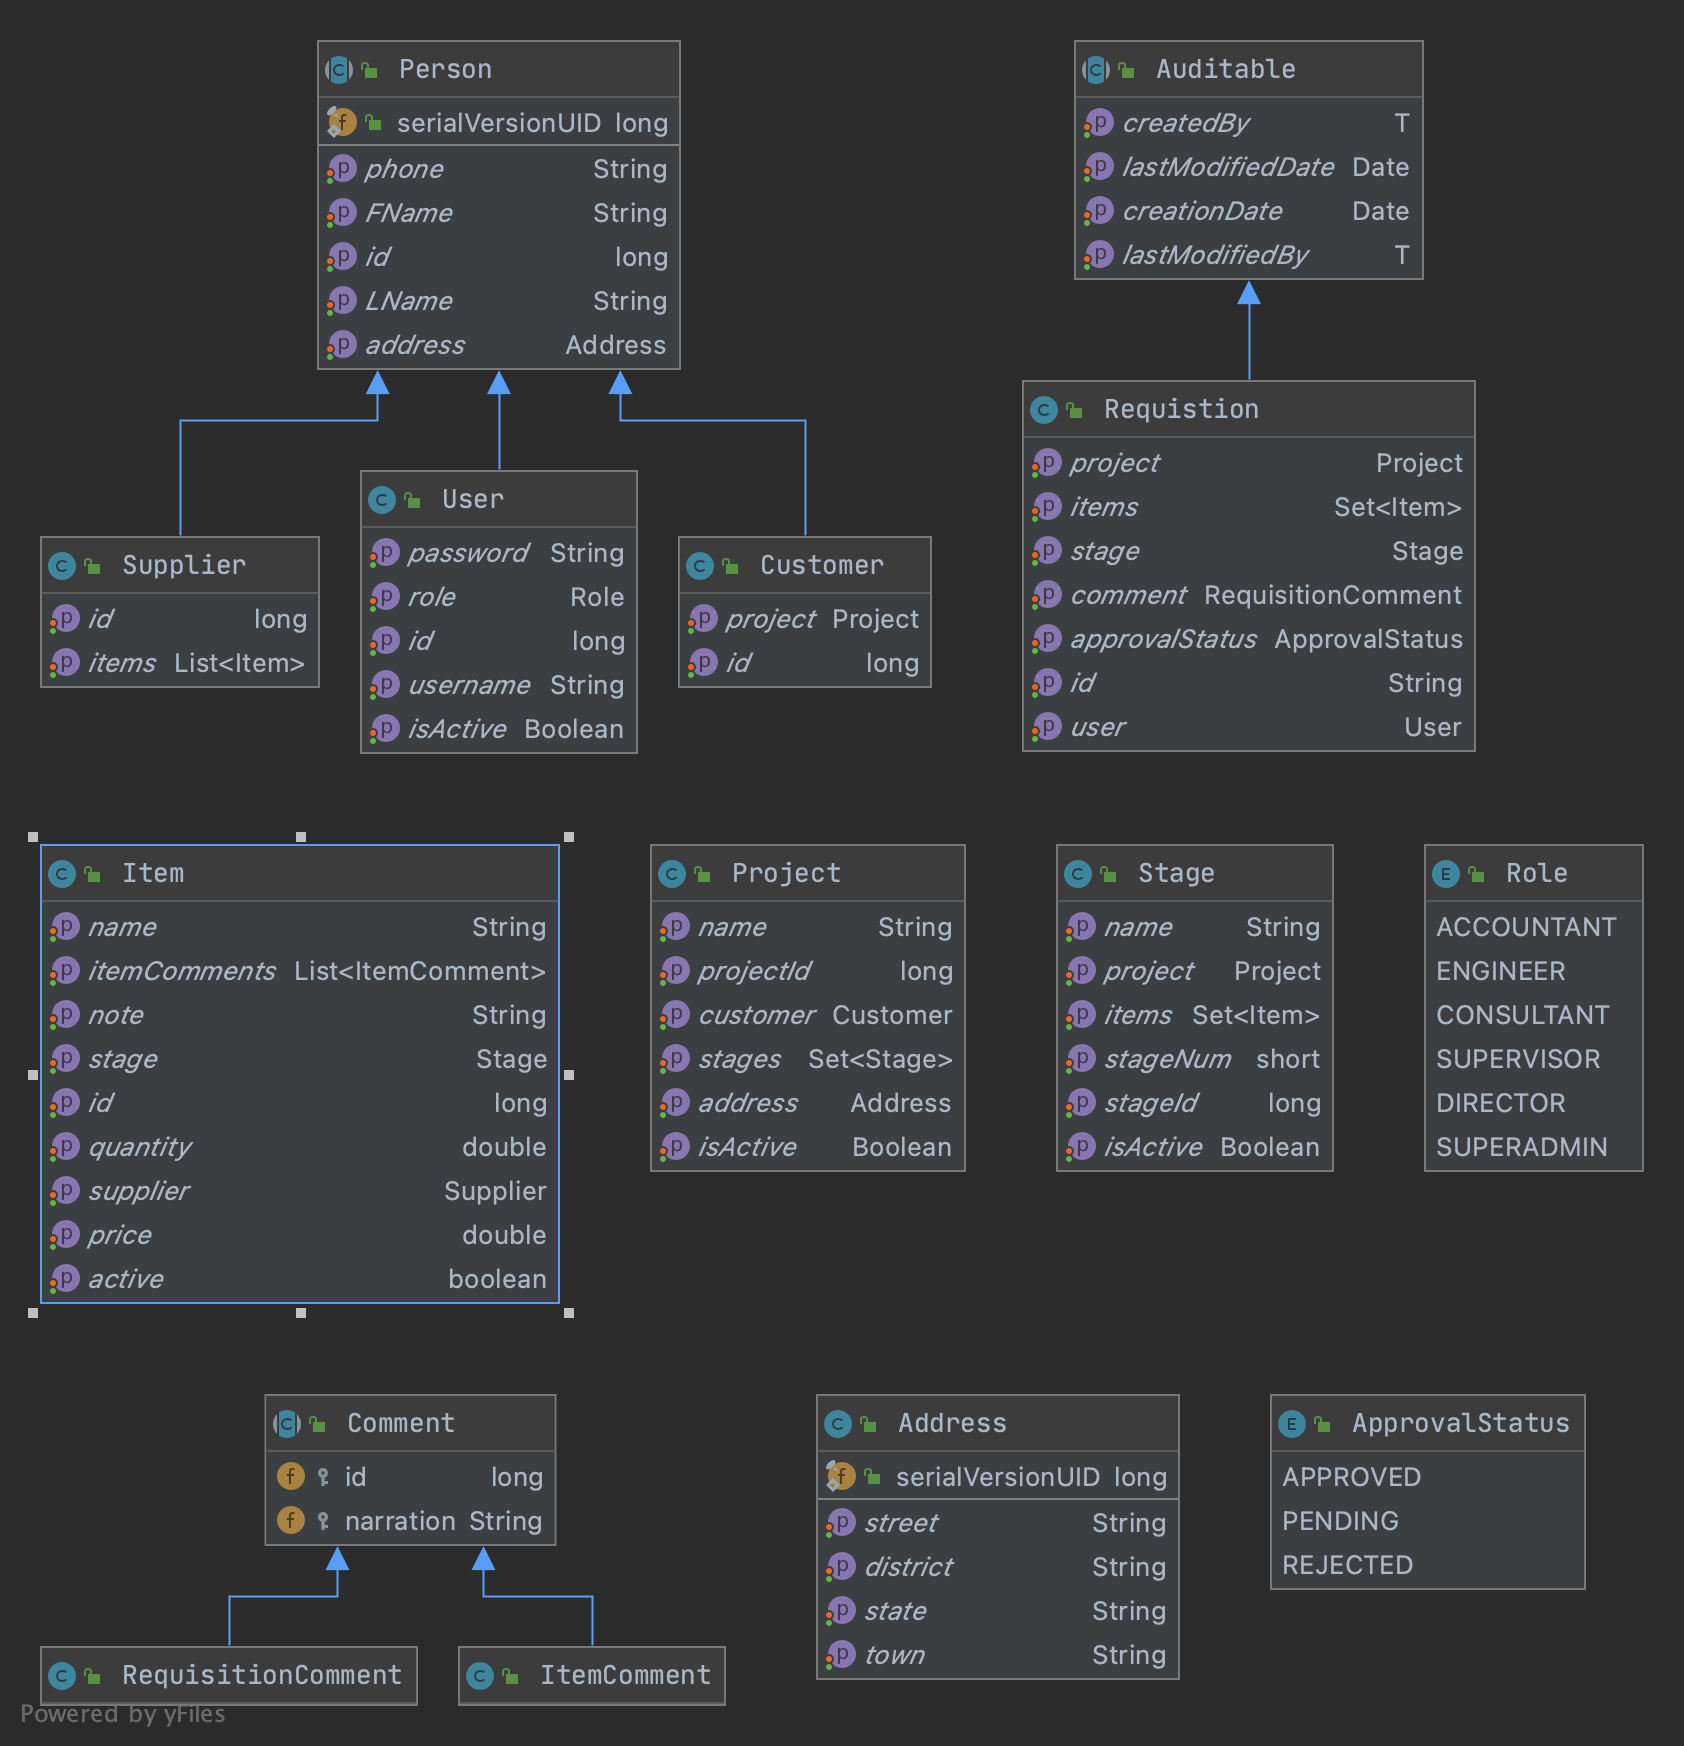 Person
serialVersionUID long
phone String
FName String
id long
LName String
address Address
Auditable
createdBy T
lastModifiedDate Date
creationDate Date
lastModifiedBy T
Supplier
id long
items List<Item>
User
password String
role Role
id long
username String
isActive Boolean
Customer
project Project
id long
Requistion
project Project
items Set<Item>
stage Stage
comment RequisitionComment
approvalStatus ApprovalStatus
id String
user User
Item
name String
itemComments List<ItemComment>
note String
stage Stage
id long
quantity double
supplier Supplier
price double
active boolean
Project
name String
projectId long
customer Customer
stages Set<Stage>
address Address
isActive Boolean
Stage
name String
project Project
items Set<Item>
stageNum short
stageId long
isActive Boolean
Role
ACCOUNTANT
ENGINEER
CONSULTANT
SUPERVISOR
DIRECTOR
SUPERADMIN
Comment
id long
narration String
RequisitionComment
ItemComment
Address
serialVersionUID long
street String
district String
state String
town String
ApprovalStatus
APPROVED
PENDING
REJECTED
Powered by yFiles